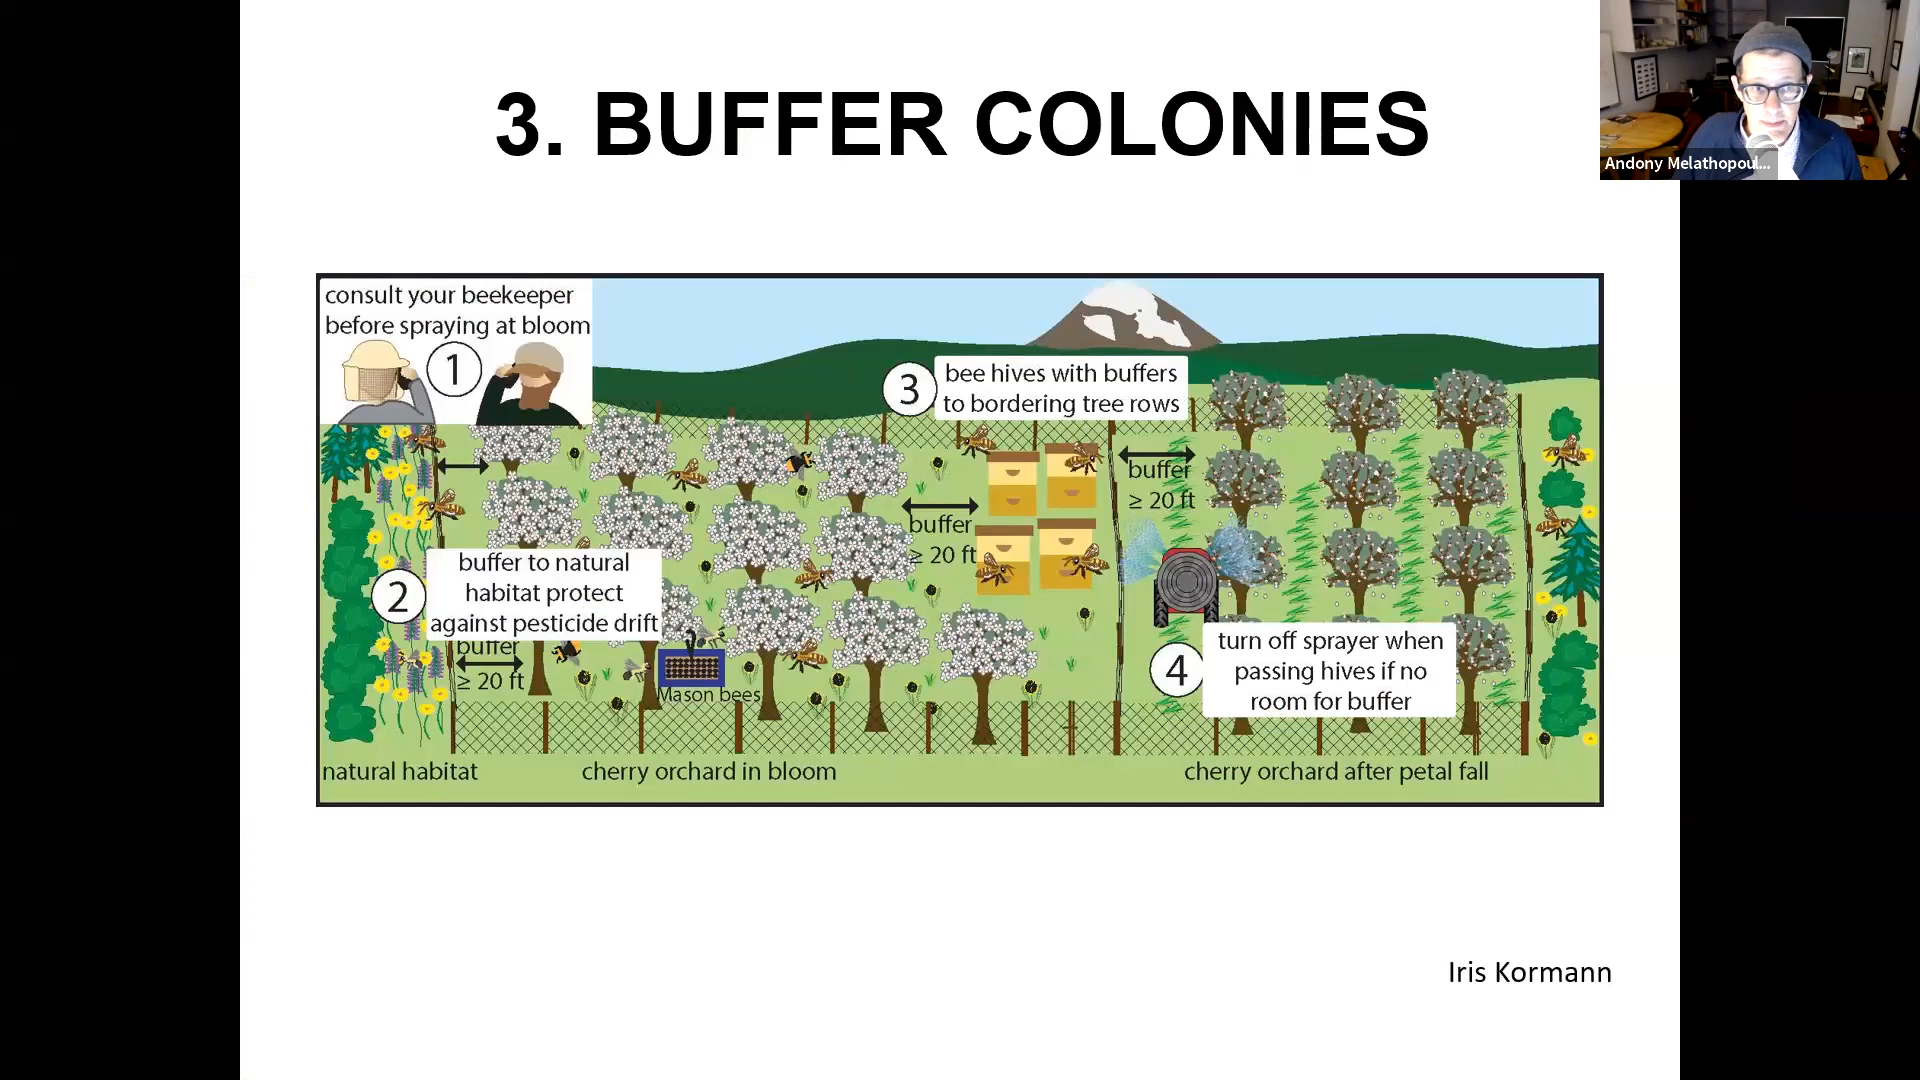 3. BUFFER COLONIES
Andony Melathopoul...
consult your beekeeper
before spraying at bloom
1
3
bee hives with buffers
to bordering tree rows
buffer
≥ 20 ft
buffer
≥ 20 ft
2
buffer to natural
habitat protect
against pesticide drift
buffer
≥ 20 ft
Mason bees
4
turn off sprayer when
passing hives if no
room for buffer
natural habitat
cherry orchard in bloom
cherry orchard after petal fall
Iris Kormann